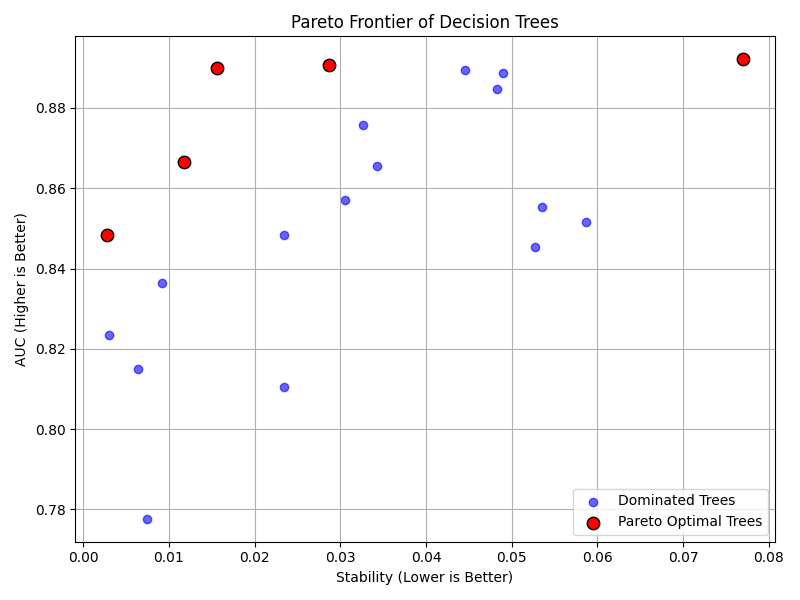 Pareto Frontier of Decision Trees
AUC (Higher is Better)
0.88
0.86
0.84
0.82
0.80
0.78
Dominated Trees
Pareto Optimal Trees
0.00 0.01 0.02 0.03 0.04 0.05 0.06 0.07 0.08
Stability (Lower is Better)